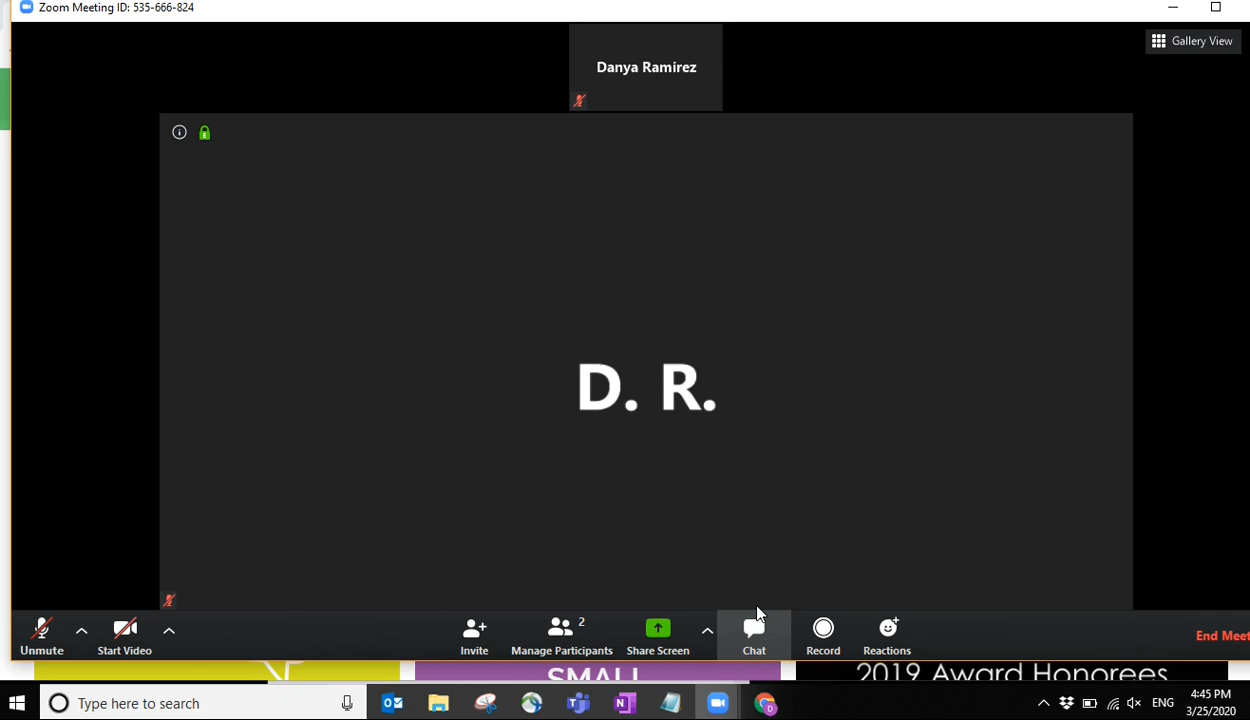 Zoom Meeting ID: 535-666-824
Gallery View
Danya Ramirez
D. R.
Unmute
Start Video
Invite
2
Manage Participants
Share Screen
Chat
Record
Reactions
End Meet
SMALL
2019 Award Honorees
Type here to search
ENG
4:45 PM
3/25/2020